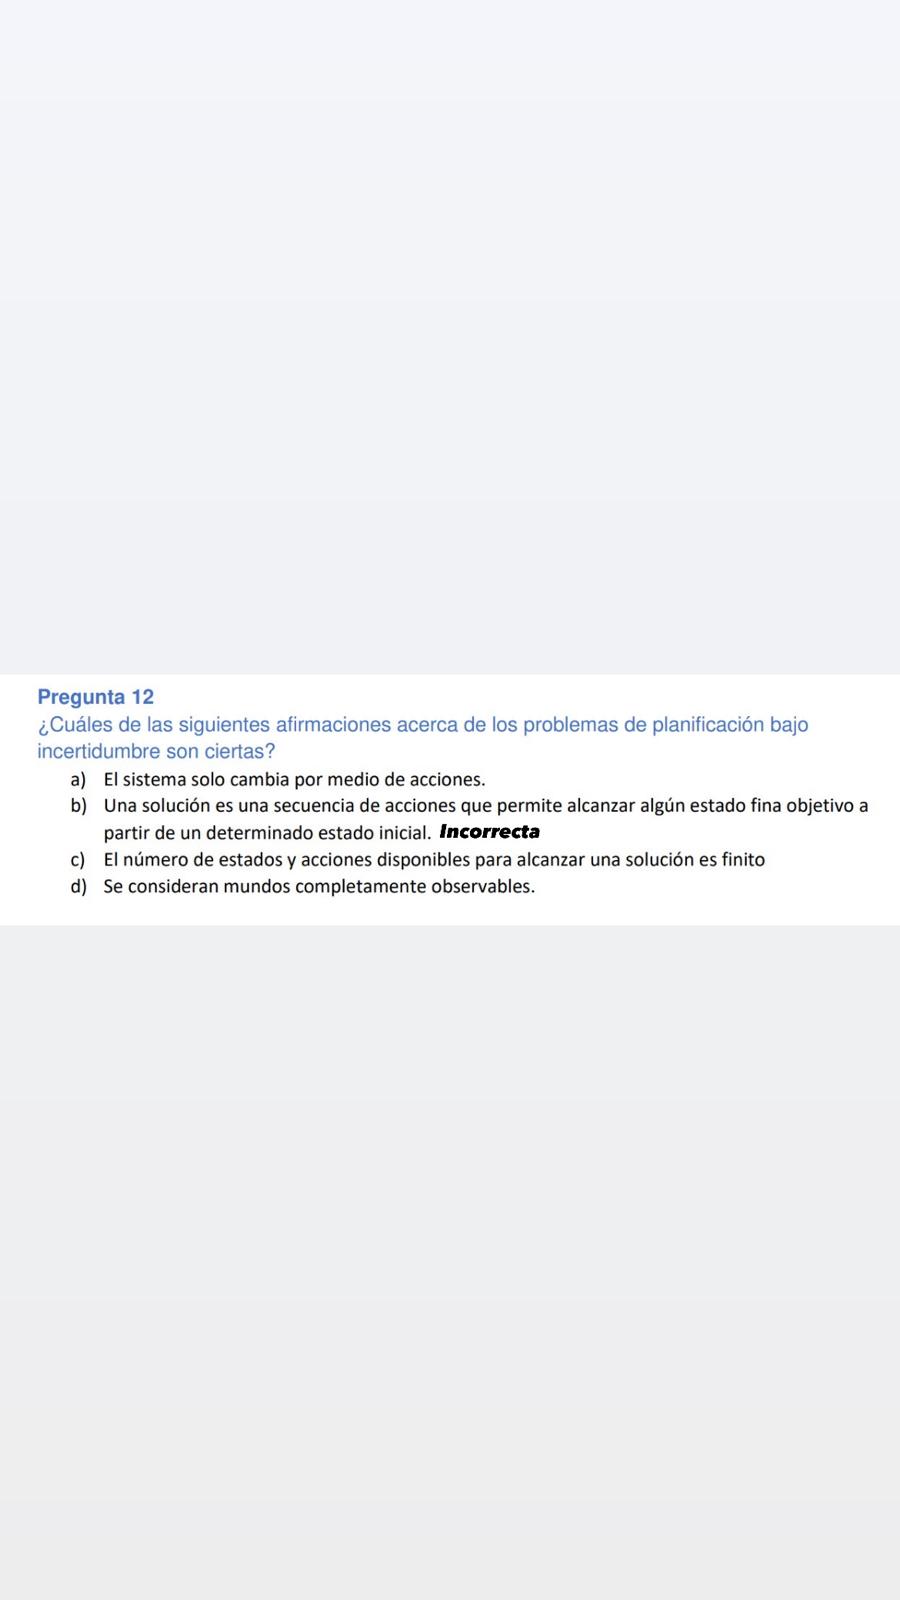 Pregunta 12
¿Cuáles de las siguientes afirmaciones acerca de los problemas de planificación bajo
incertidumbre son ciertas?
a) El sistema solo cambia por medio de acciones.
b) Una solución es una secuencia de acciones que permite alcanzar algún estado fina objetivo a
partir de un determinado estado inicial. Incorrecta
c) El número de estados y acciones disponibles para alcanzar una solución es finito
d) Se consideran mundos completamente observables.